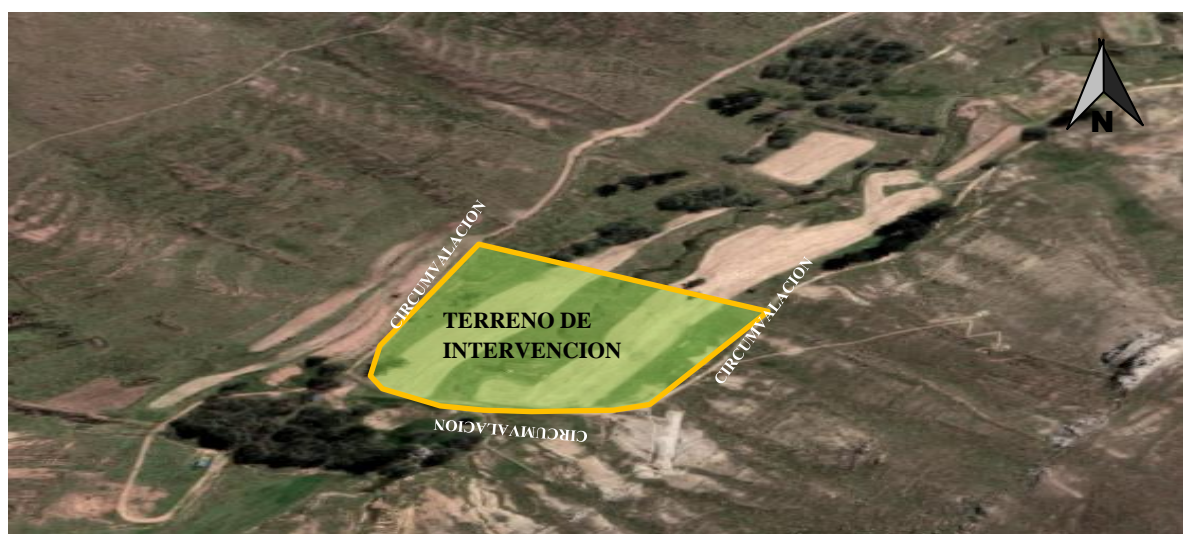 N
N
CIRCUMVALACION
CIRCUMVALACION
TERRENO DE
INTERVENCION
CIRCUMVALACION